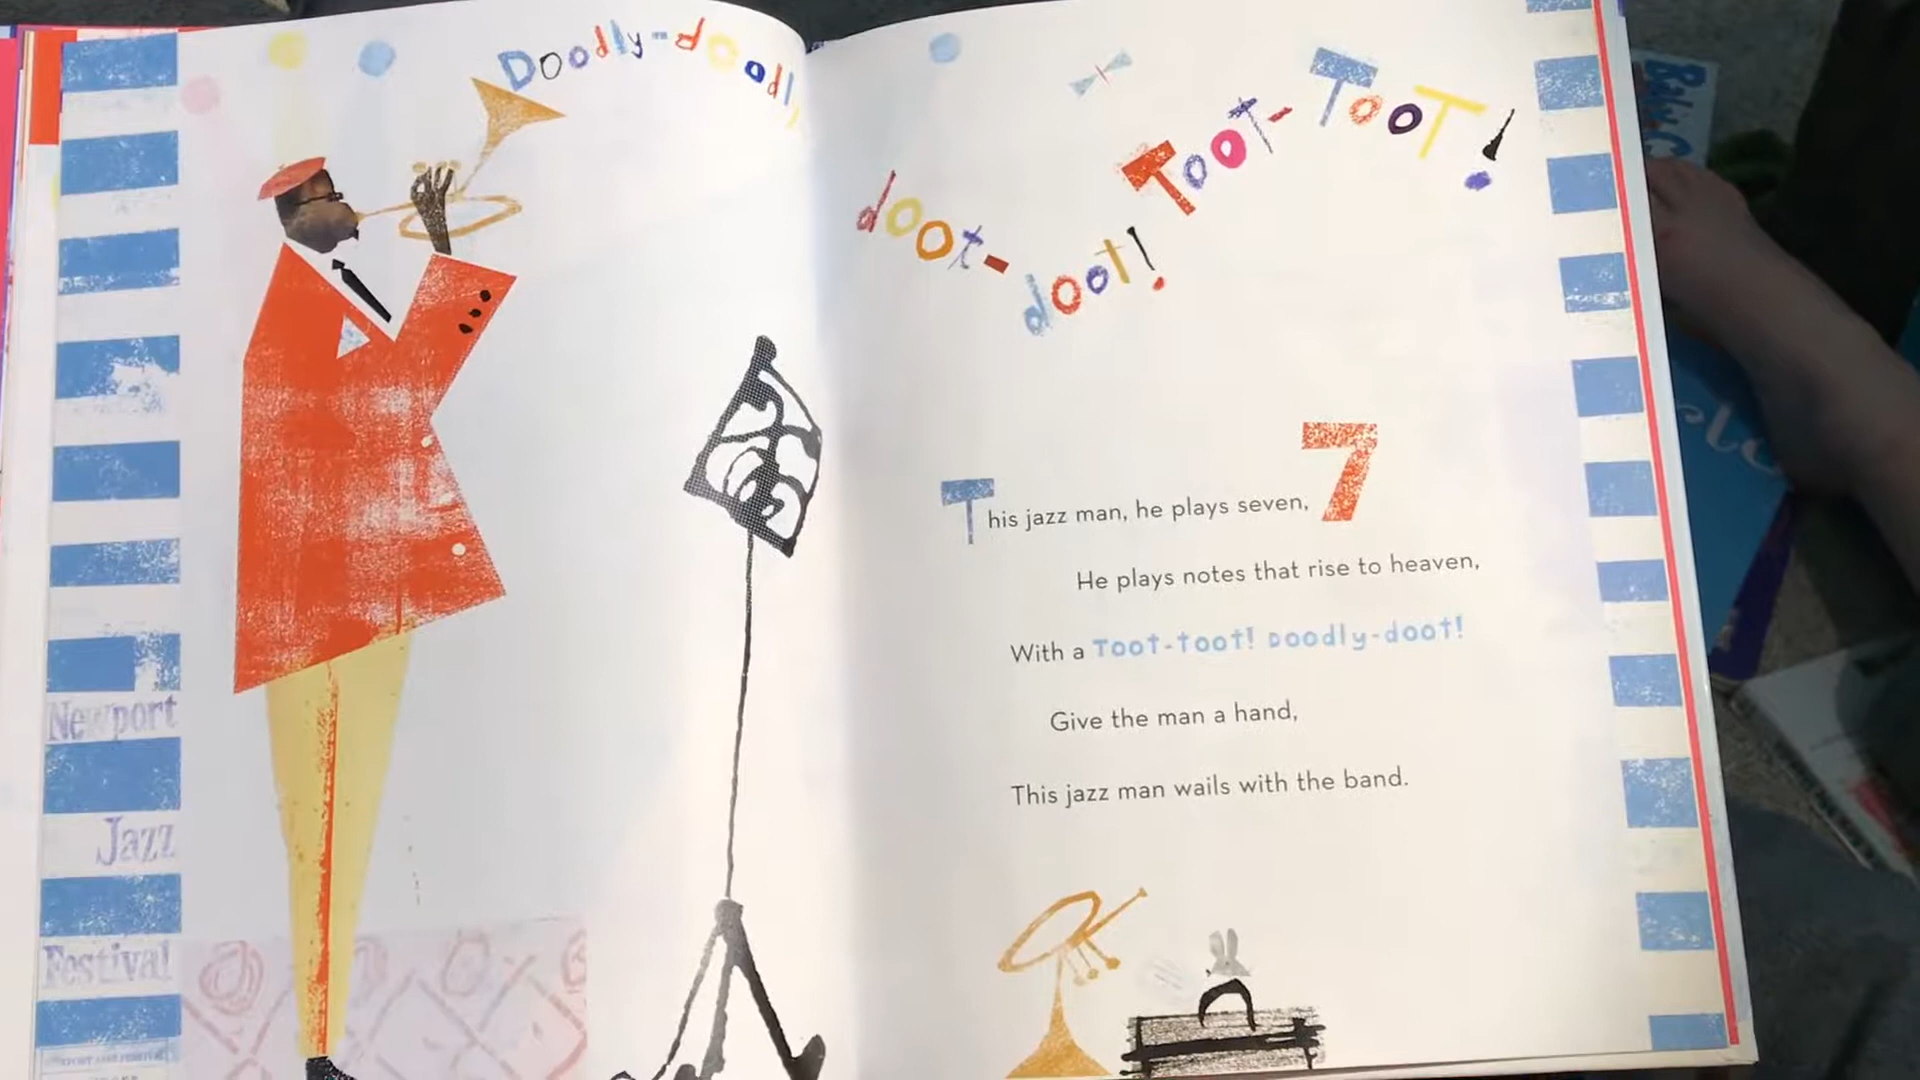 Doodly-doodly
doot-
doot!
Toot-
Toot!
This jazz man, he plays seven, 7
He plays notes that rise to heaven,
With a Toot-toot! Doodly-doot!
Give the man a hand,
This jazz man wails with the band.
Newport
Jazz
Festival